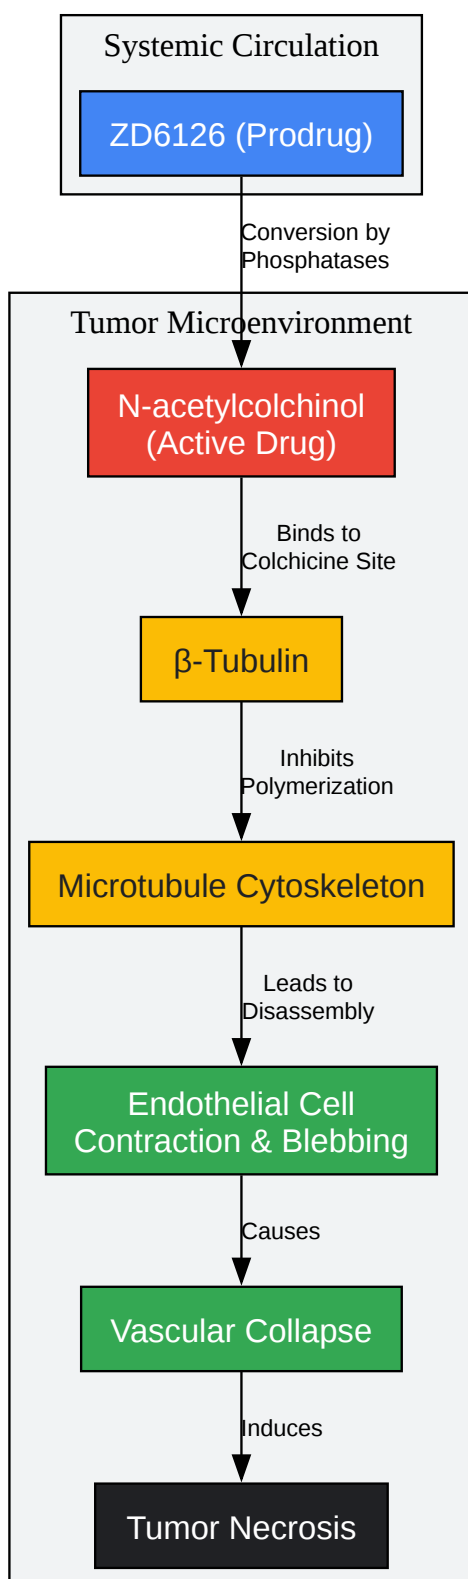 Systemic Circulation
ZD6126 (Prodrug)
Conversion by
Phosphatases
Tumor Microenvironment
N-acetylcolchinol
(Active Drug)
Binds to
Colchicine Site
β-Tubulin
Inhibits
Polymerization
Microtubule Cytoskeleton
Leads to
Disassembly
Endothelial Cell
Contraction & Blebbing
Causes
Vascular Collapse
Induces
Tumor Necrosis